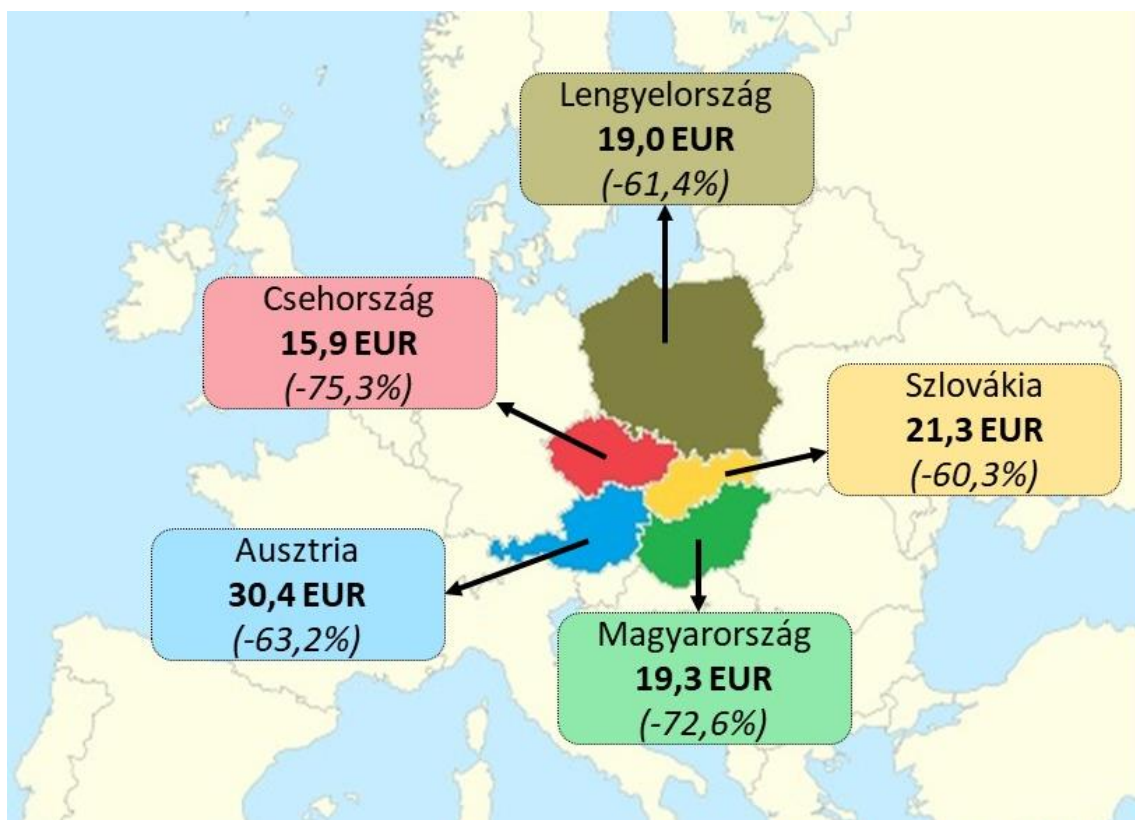 Lengyelország
19,0 EUR
(-61,4%)
Csehország
15,9 EUR
(-75,3%)
Szlovákia
21,3 EUR
(-60,3%)
Ausztria
30,4 EUR
(-63,2%)
Magyarország
19,3 EUR
(-72,6%)